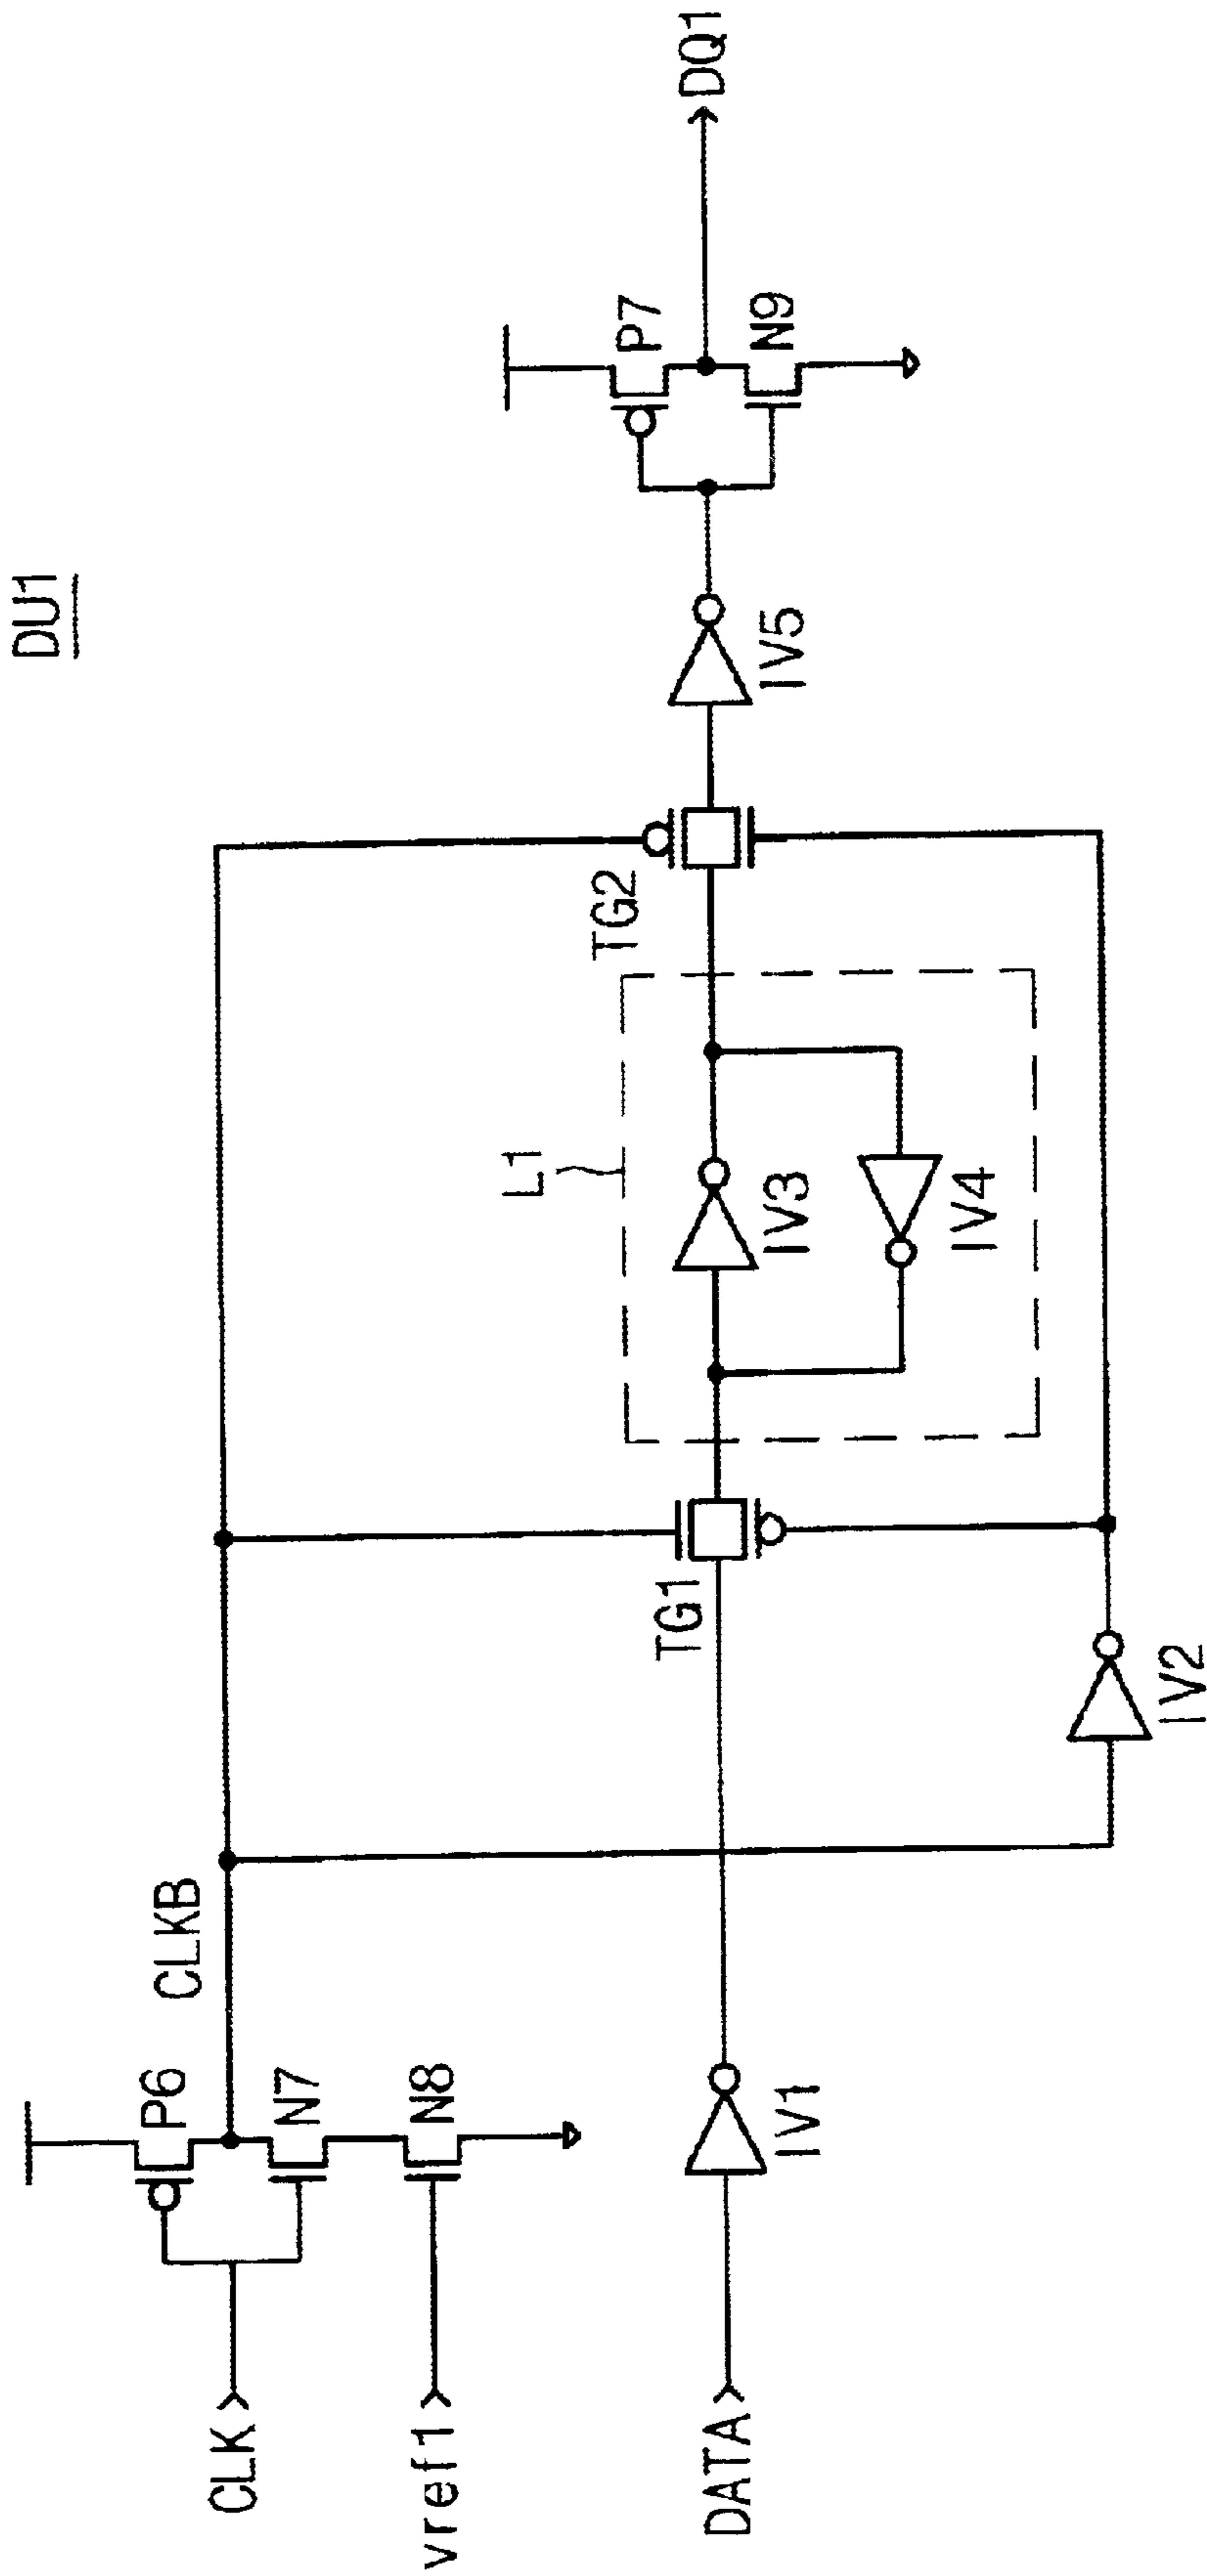 DU1
CLK
vref1
DATA
P6
N7
N8
CLKB
IV1
IV2
TG1
L1
IV3
IV4
TG2
IV5
P7
N9
DQ1